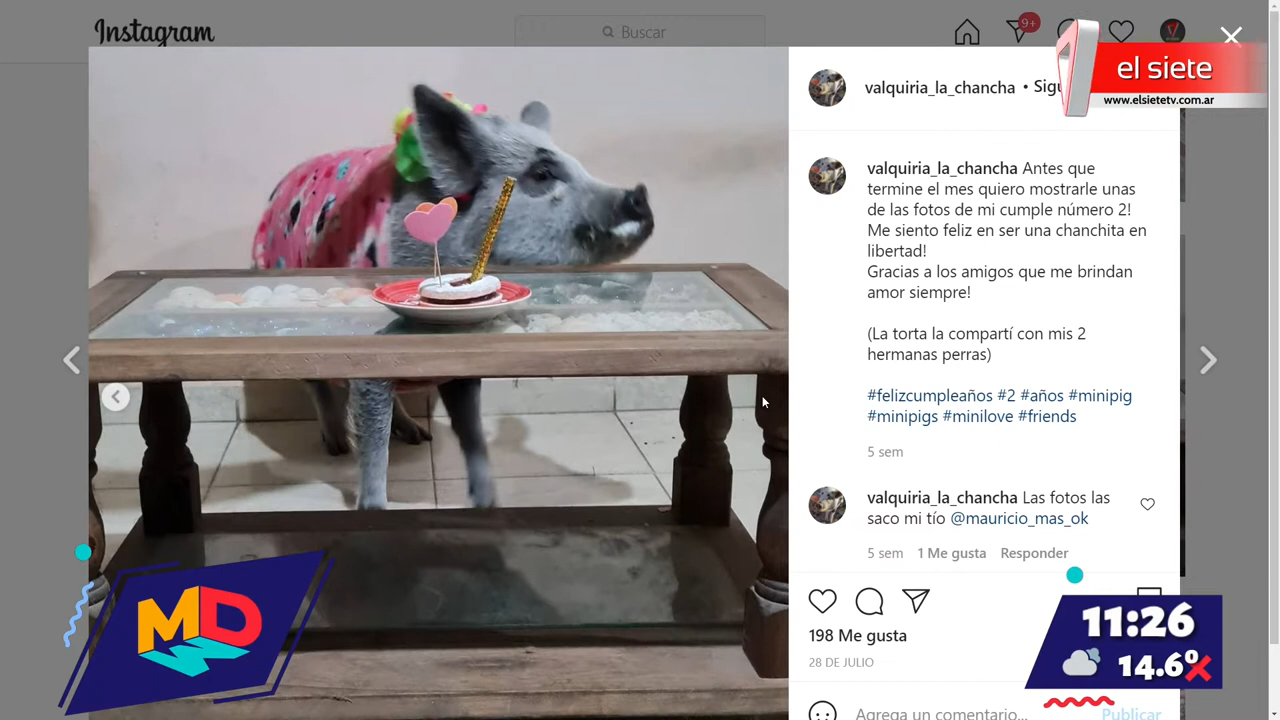 Instagram
Buscar
9+
el siete
www.elsietetv.com.ar
valquiria_la_chancha •
valquiria_la_chancha Antes que
termine el mes quiero mostrarle unas
de las fotos de mi cumple número 2!
Me siento feliz en ser una chanchita en
libertad!
Gracias a los amigos que me brindan
amor siempre!
(La torta la compartí con mis 2
hermanas perras)
#felizcumpleaños #2 #años #minipig
#minipigs #minilove #friends
5 sem
valquiria_la_chancha Las fotos las
saco mi tío @mauricio_mas_ok
5 sem 1 Me gusta Responder
198 Me gusta
28 DE JULIO
Agrega un comentario... Publicar
MD
11:26
14.6º